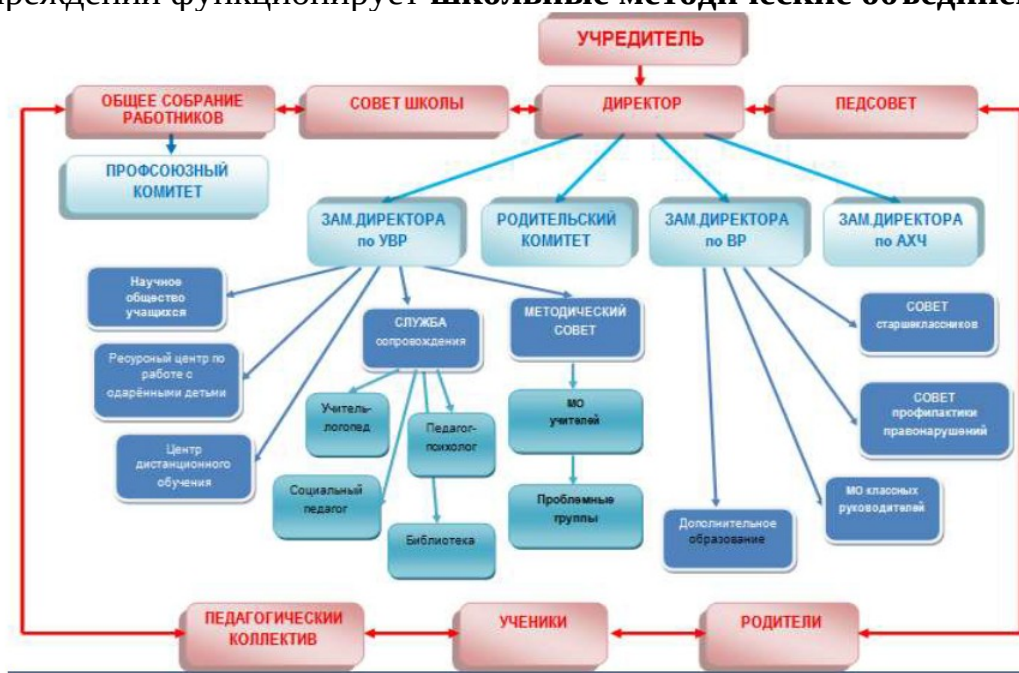 функционирует школьные методические
УЧРЕДИТЕЛЬ
ОБЩЕЕ СОБРАНИЕ
РАБОТНИКОВ
СОВЕТ ШКОЛЫ
ДИРЕКТОР
ПЕДСОВЕТ
ПРОФСОЮЗНЫЙ
КОМИТЕТ
ЗАМ.ДИРЕКТОРА
по УВР
РОДИТЕЛЬСКИЙ
КОМИТЕТ
ЗАМ.ДИРЕКТОРА
по ВР
ЗАМ.ДИРЕКТОРА
по АХЧ
Научное
общество
учащихся
СЛУЖБА
сопровождения
МЕТОДИЧЕСКИЙ
СОВЕТ
СОВЕТ
старшеклассников
Ресурсный центр по
работе с
одарёнными детьми
Учитель-
логопед
Педагог-
психолог
МО
учителей
СОВЕТ
профилактики
правонарушений
Центр
дистанционного
обучения
Социальный
педагог
Библиотека
Проблемные
группы
Дополнительное
образование
МО классных
руководителей
ПЕДАГОГИЧЕСКИЙ
КОЛЛЕКТИВ
УЧЕНИКИ
РОДИТЕЛИ